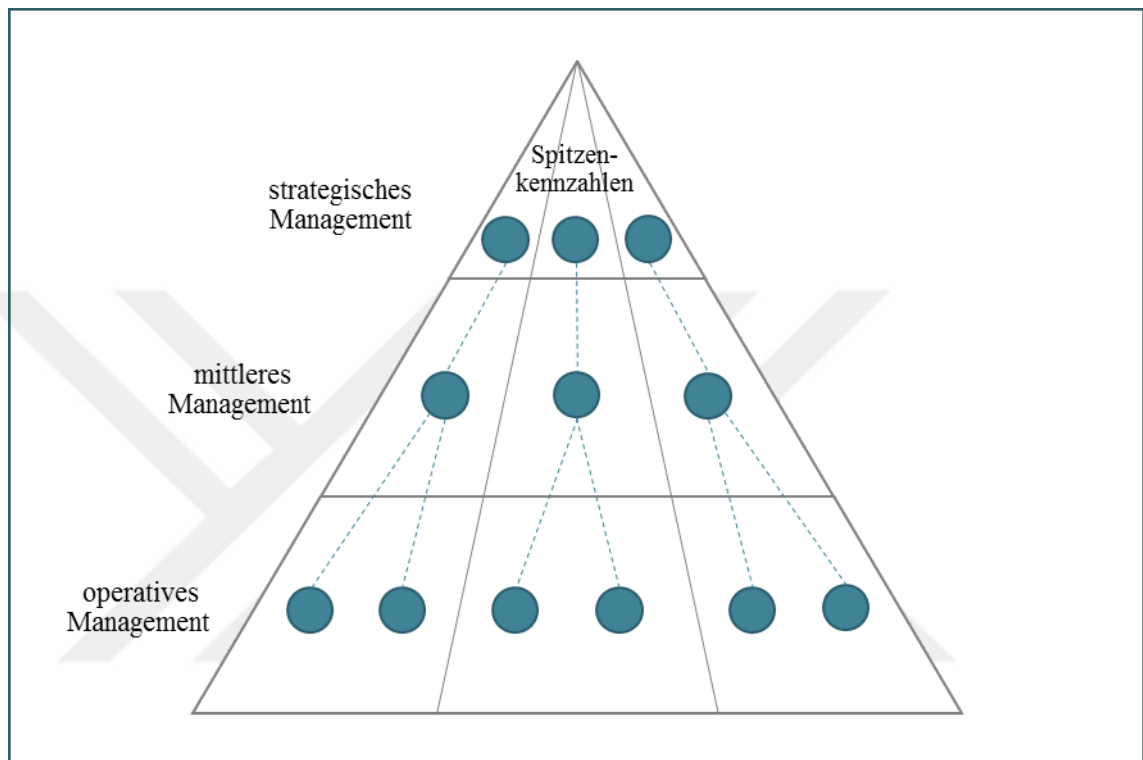 Spitzen-
kennzahlen
strategisches
Management
mittleres
Management
operatives
Management